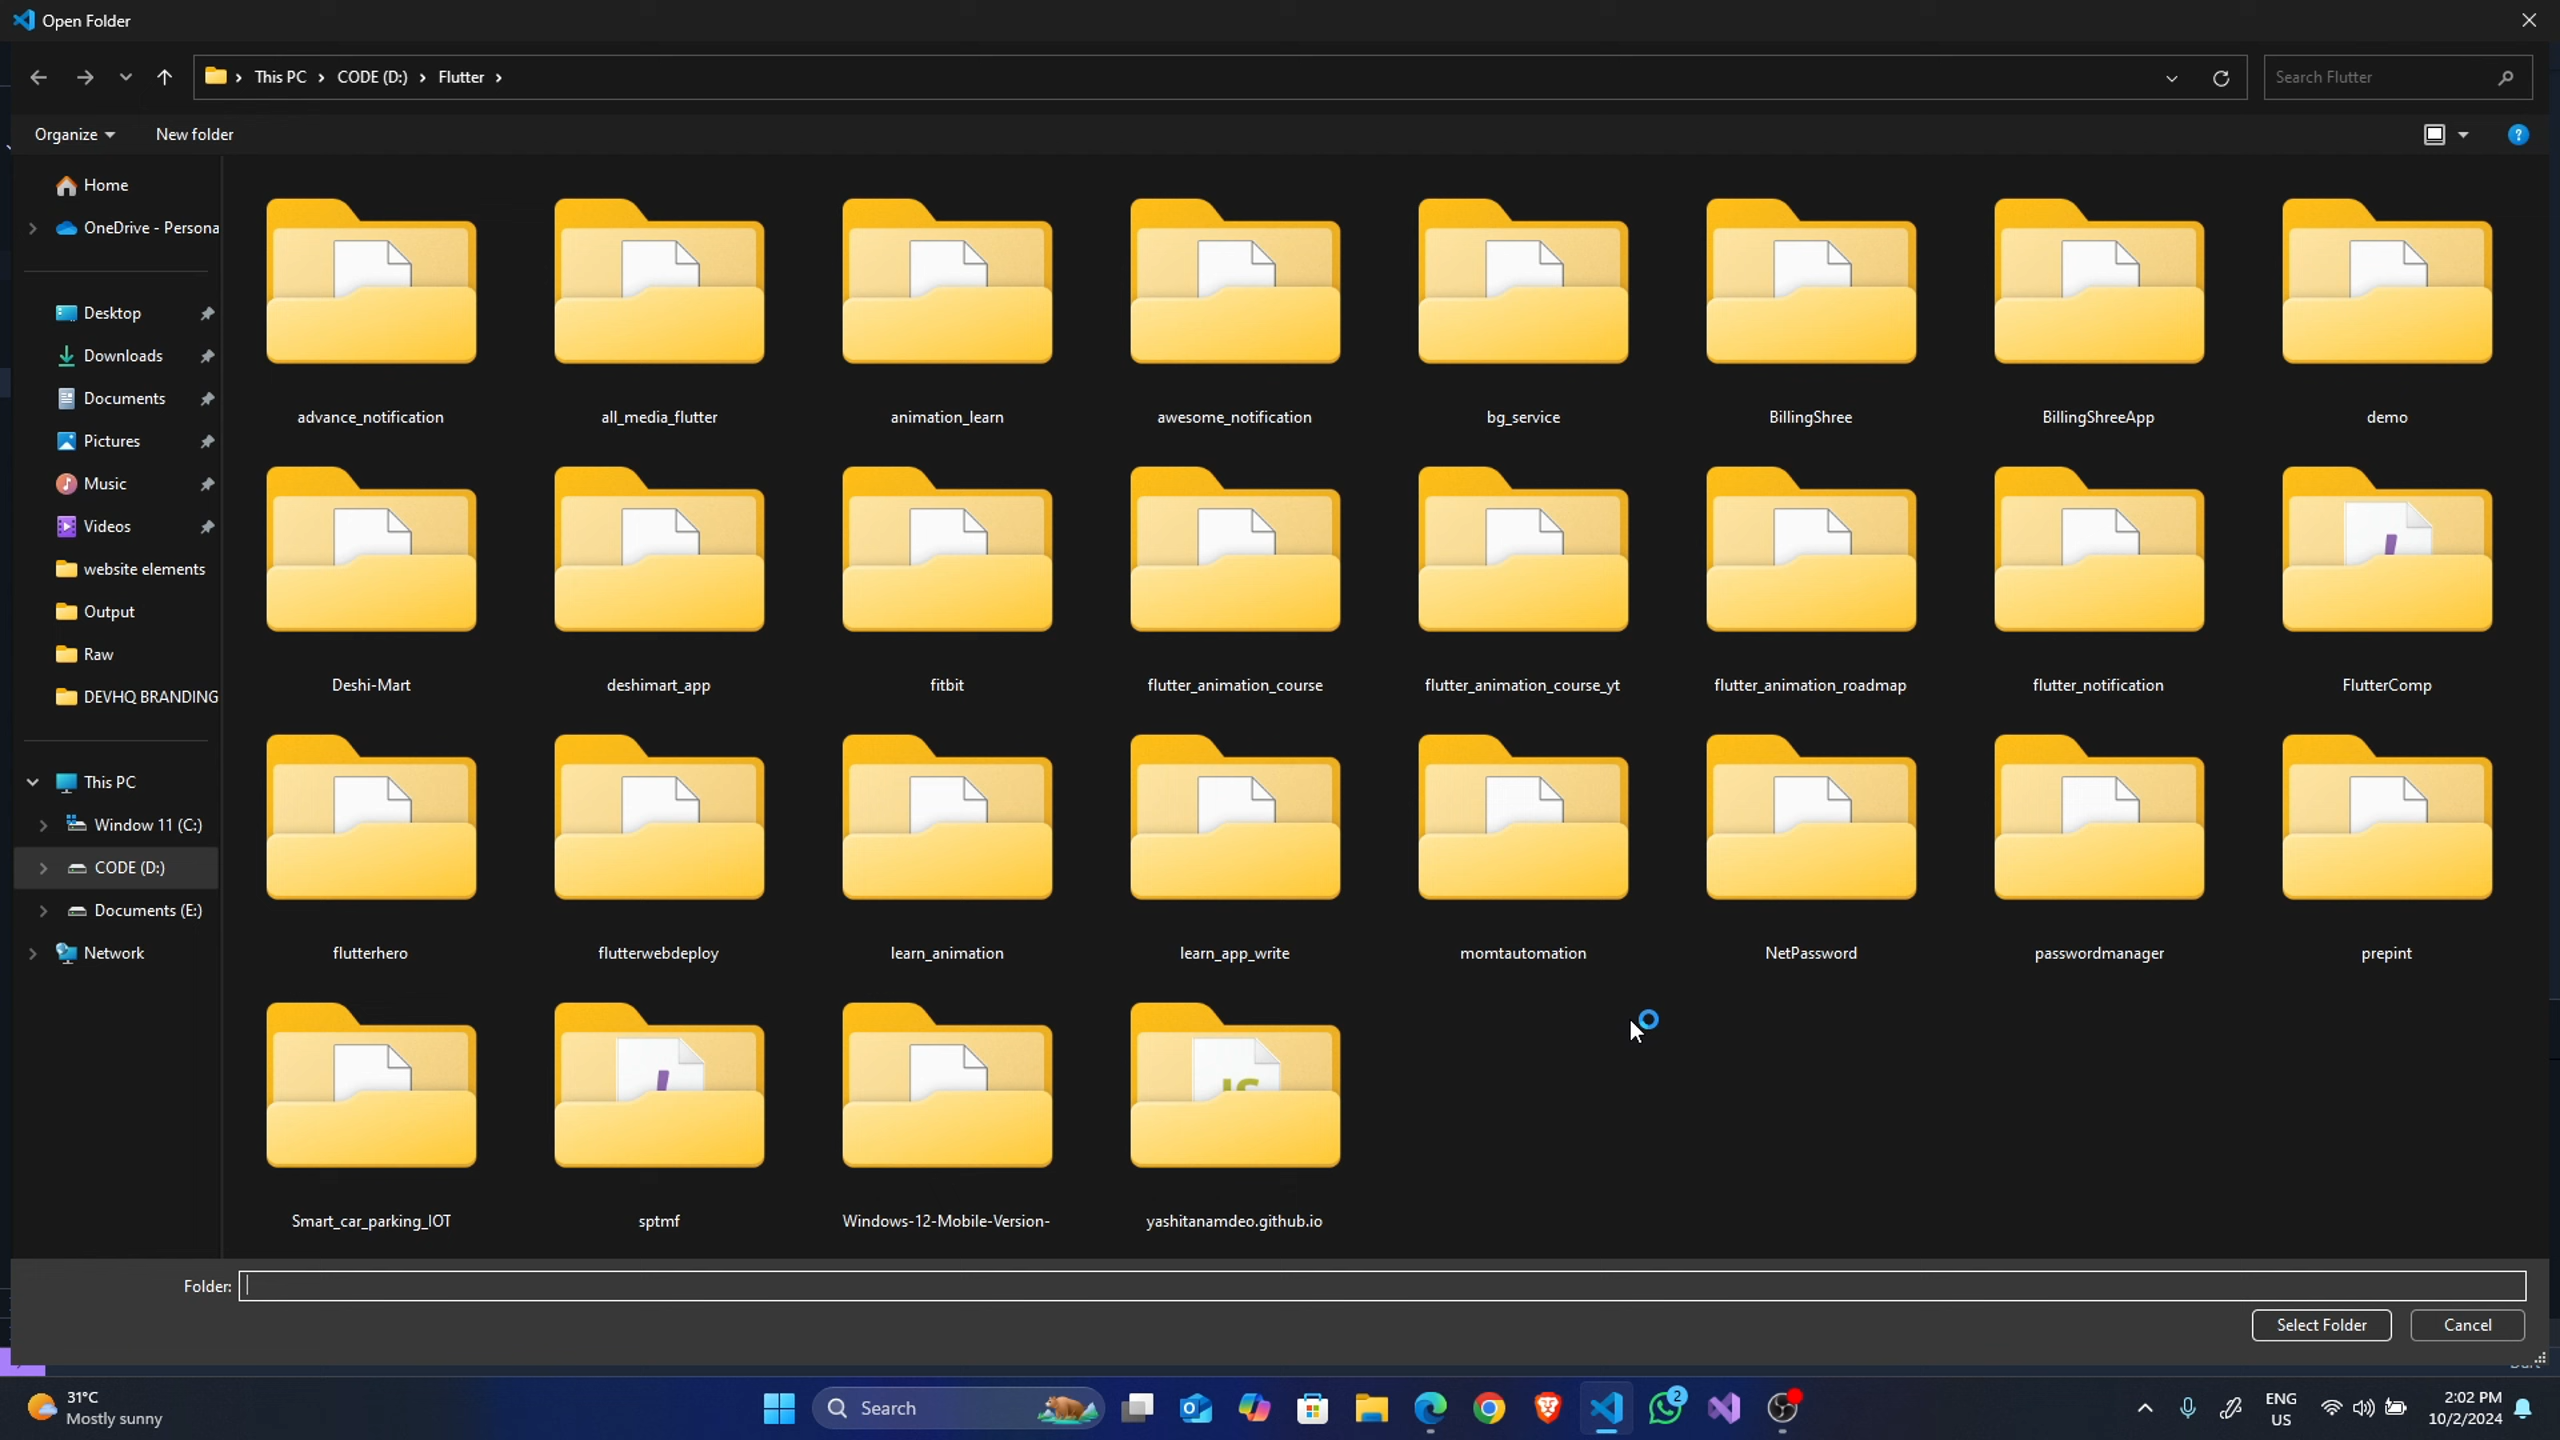 Open Folder
This PC
CODE (D:)
Flutter
Search Flutter
Organize
New folder
Home
OneDrive - Persona
Desktop
Downloads
Documents
Pictures
Music
Videos
website elements
Output
Raw
DEVHQ BRANDING
This PC
Window 11 (C:)
CODE (D:)
Documents (E:)
Network
advance_notification
all_media_flutter
animation_learn
awesome_notification
bg_service
BillingShree
BillingShreeApp
demo
Deshi-Mart
deshimart_app
fitbit
flutter_animation_course
flutter_animation_course_yt
flutter_animation_roadmap
flutter_notification
FlutterComp
flutterhero
flutterwebdeploy
learn_animation
learn_app_write
momtautomation
NetPassword
passwordmanager
prepint
Smart_car_parking_IOT
sptmf
Windows-12-Mobile-Version-
yashitanamdeo.github.io
Folder:
Select Folder
Cancel
31°C
Mostly sunny
Search
2
ENG
US
2:02 PM
10/2/2024